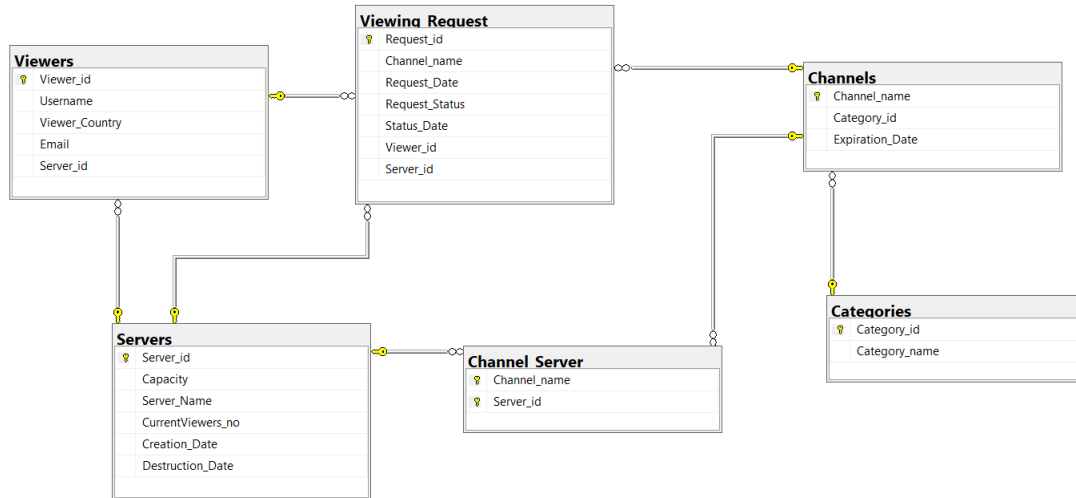 Viewers
Viewer_id
Username
Viewer_Country
Email
Server_id
Viewing_Request
Request_id
Channel_name
Request_Date
Request_Status
Status_Date
Viewer_id
Server_id
Channels
Channel_name
Category_id
Expiration_Date
Servers
Server_id
Capacity
Server_Name
CurrentViewers_no
Creation_Date
Destruction_Date
Channel_Server
Channel_name
Server_id
Categories
Category_id
Category_name